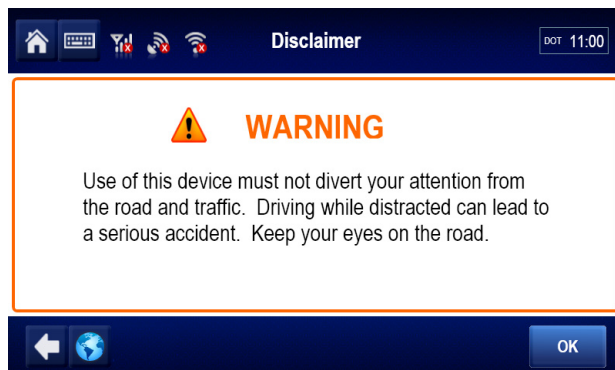 Disclaimer
DOT 11:00
WARNING
Use of this device must not divert your attention from
the road and traffic.  Driving while distracted can lead to
a serious accident.  Keep your eyes on the road.
OK